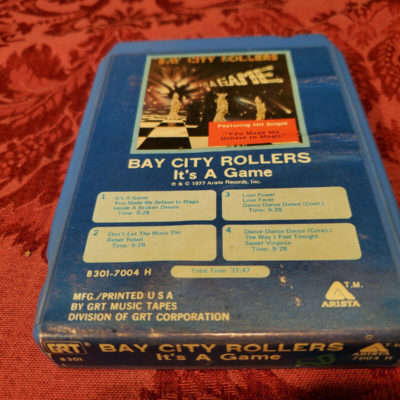 BAY CITY ROLLERS
IT'S A GAME
Featuring Hit Single
"You Made Me
Believe In Magic"
BAY CITY ROLLERS
It's A Game
© & ℗ 1977 Arista Records, Inc.
1 It's A Game
You Made Me Believe In Magic
Inside A Broken Dream
Time: 9:28
3 Love Power
Love Fever
Dance Dance Dance (Cont.)
Time: 9:28
2 Don't Let The Music Die
Rebel Rebel
Time: 9:28
4 Dance Dance Dance (Concl.)
The Way I Feel Tonight
Sweet Virginia
Time: 9:28
8301-7004 H
Total Time: 37:47
MFG./PRINTED U S A
BY GRT MUSIC TAPES
DIVISION OF GRT CORPORATION
T.M.
ARISTA
GRT
8301
BAY CITY ROLLERS
It's A Game
ARISTA
7004 H